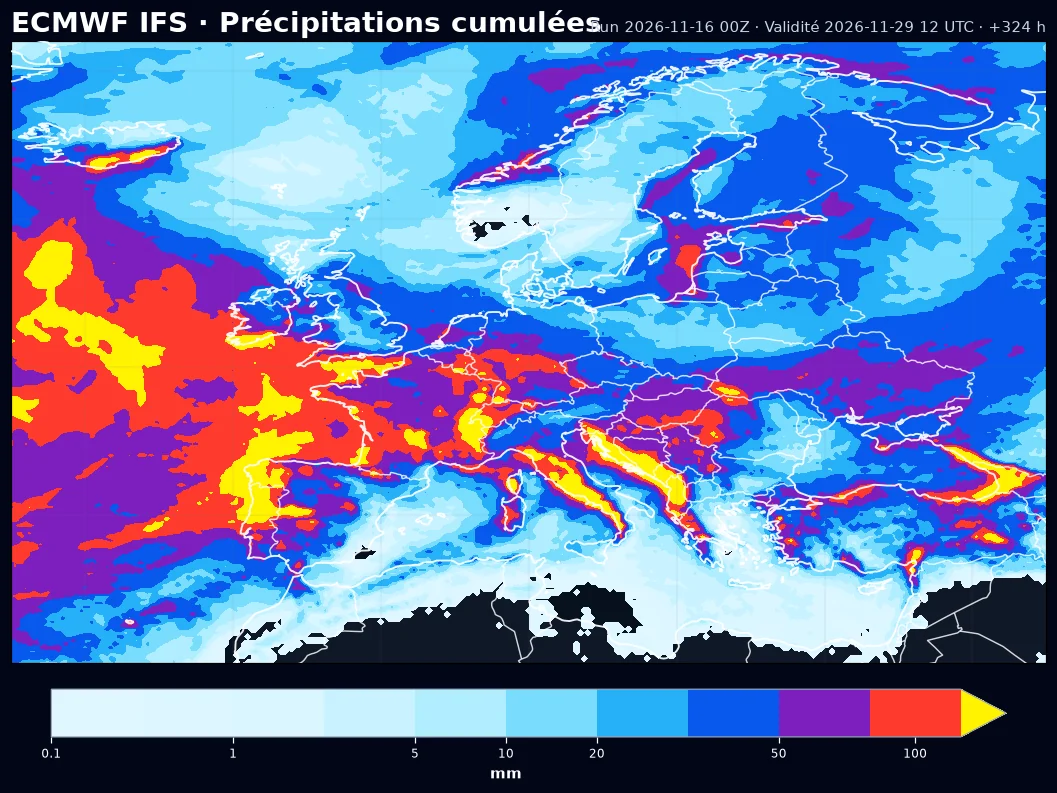 ECMWF IFS · Précipitations cumulées
Run 2026-11-16 00Z · Validité 2026-11-29 12 UTC · +324 h
0.1 1 5 10 20 50 100
mm